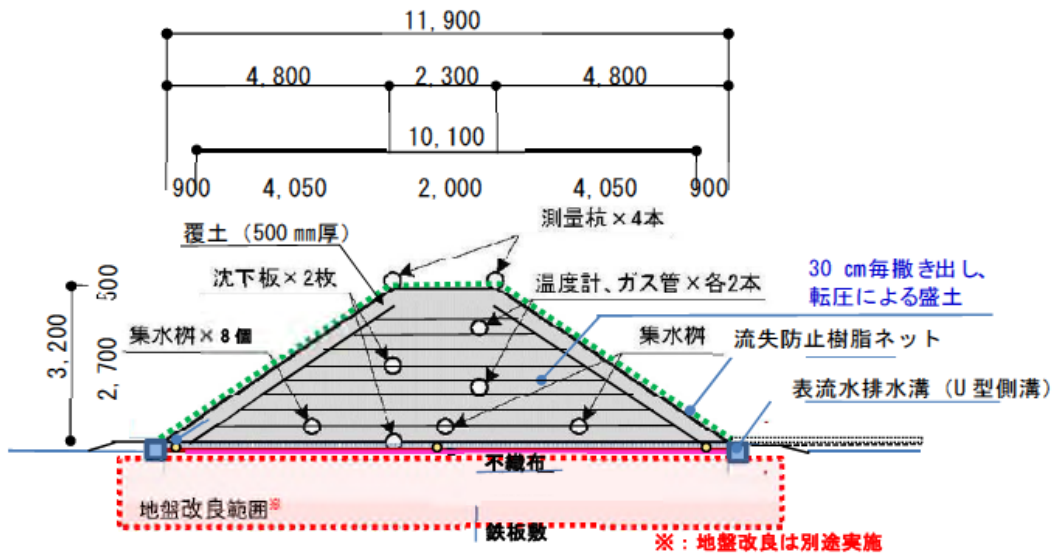 11,900
4,800
2,300
4,800
10,100
900
4,050
2,000
4,050
900
測量杭×4本
覆土（500㎜厚）
沈下板×2枚
温度計、ガス管×各2本
30 cm毎撒き出し、
転圧による盛土
集水桝×8個
集水桝
流失防止樹脂ネット
表流水排水溝（U型側溝）
500
3,200
2,700
不織布
地盤改良範囲※
鉄板敷
※：地盤改良は別途実施